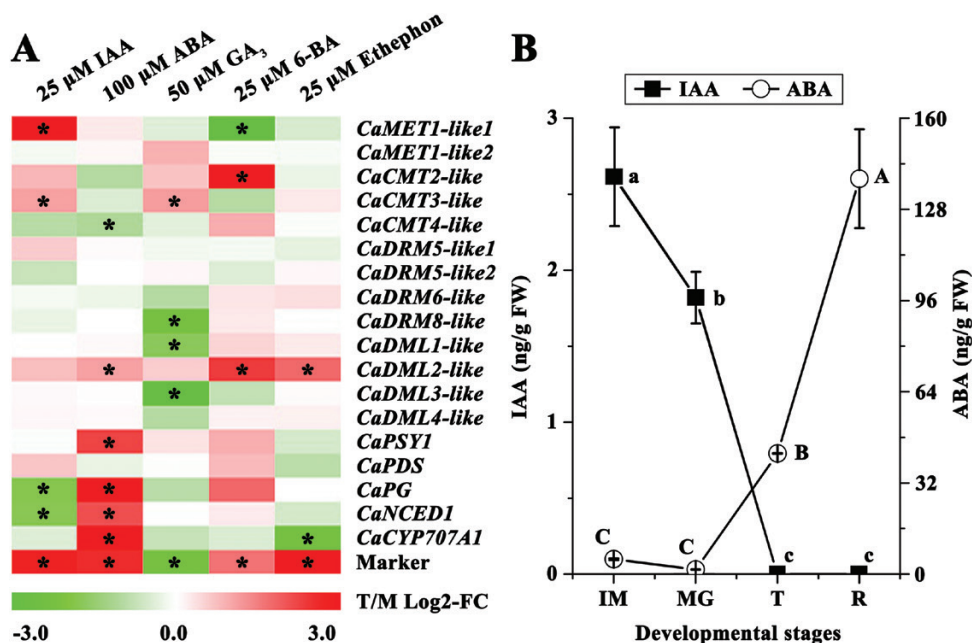 A
25 μM IAA
100 μM ABA
50 μM GA3
25 μM 6-BA
25 μM Ethephon
* * CaMET1-like1
CaMET1-like2
* CaCMT2-like
* * CaCMT3-like
* CaCMT4-like
CaDRM5-like1
CaDRM5-like2
CaDRM6-like
* CaDRM8-like
* CaDML1-like
* * * CaDML2-like
* CaDML3-like
CaDML4-like
* CaPSY1
CaPDS
* * CaPG
* * CaNCED1
* * CaCYP707A1
* * * * * Marker
T/M Log2-FC
-3.0 0.0 3.0
B
IAA ABA
IAA (ng/g FW)
3
2
1
0
a
b
c
c
C
C
B
A
160
128
96
64
32
0
ABA (ng/g FW)
IM MG T R
Developmental stages